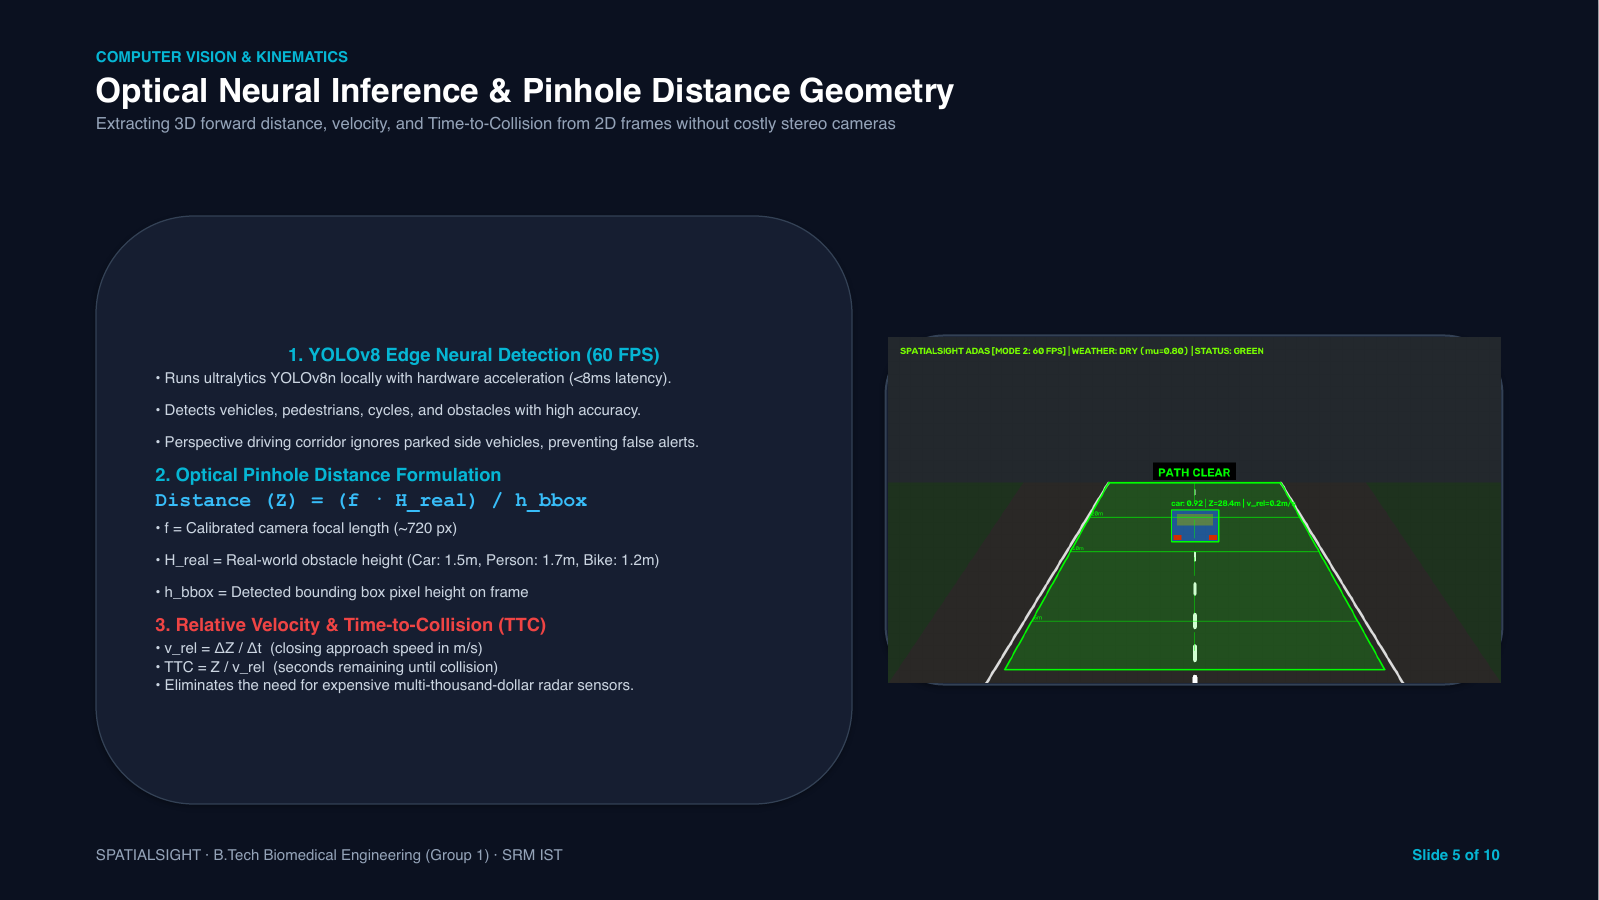 COMPUTER VISION & KINEMATICS
Optical Neural Inference & Pinhole Distance Geometry
Extracting 3D forward distance, velocity, and Time-to-Collision from 2D frames without costly stereo cameras
1. YOLOv8 Edge Neural Detection (60 FPS)
• Runs ultralytics YOLOv8n locally with hardware acceleration (<8ms latency).
• Detects vehicles, pedestrians, cycles, and obstacles with high accuracy.
• Perspective driving corridor ignores parked side vehicles, preventing false alerts.
2. Optical Pinhole Distance Formulation
Distance (Z) = (f · H_real) / h_bbox
• f = Calibrated camera focal length (~720 px)
• H_real = Real-world obstacle height (Car: 1.5m, Person: 1.7m, Bike: 1.2m)
• h_bbox = Detected bounding box pixel height on frame
3. Relative Velocity & Time-to-Collision (TTC)
• v_rel = ΔZ / Δt  (closing approach speed in m/s)
• TTC = Z / v_rel  (seconds remaining until collision)
• Eliminates the need for expensive multi-thousand-dollar radar sensors.
SPATIALSIGHT ADAS [MODE 2: 60 FPS] | WEATHER: DRY (mu=0.80) | STATUS: GREEN
PATH CLEAR
car 0.92 | Z=28.4m | v_rel=0.2m/
SPATIALSIGHT · B.Tech Biomedical Engineering (Group 1) · SRM IST
Slide 5 of 10